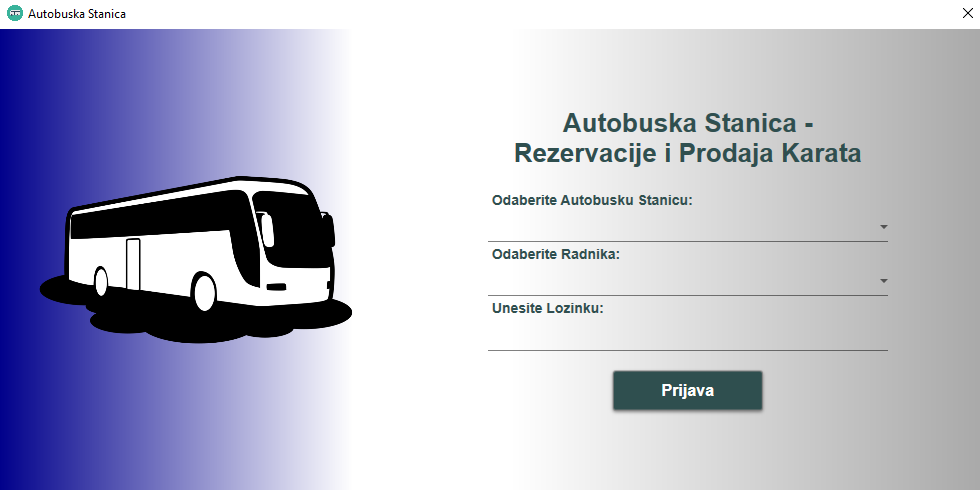 Autobuska Stanica
Autobuska Stanica -
Rezervacije i Prodaja Karata
Odaberite Autobusku Stanicu:
Odaberite Radnika:
Unesite Lozinku:
Prijava